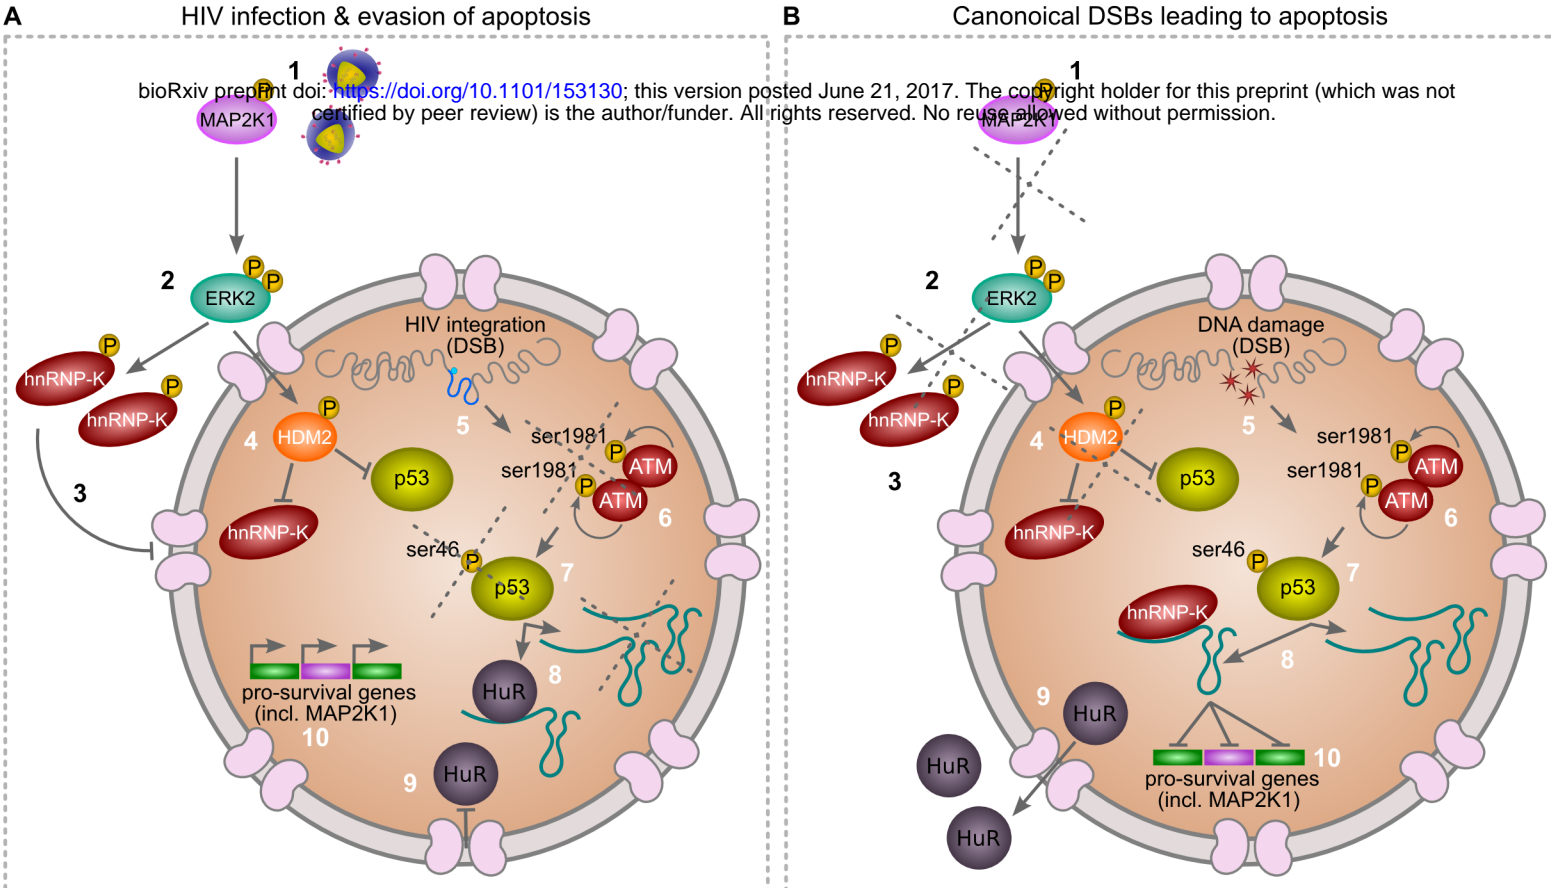 A
HIV infection & evasion of apoptosis
B
Canonoical DSBs leading to apoptosis
bioRxiv preprint doi: https://doi.org/10.1101/153130; this version posted June 21, 2017. The copyright holder for this preprint (which was not
certified by peer review) is the author/funder. All rights reserved. No reuse allowed without permission.
1
P
MAP2K1
2
P
P
ERK2
P
hnRNP-K
P
hnRNP-K
3
HIV integration
(DSB)
5
4
P
HDM2
p53
hnRNP-K
ser1981
P
ATM
ser1981
P
ATM
6
ser46
P
p53
7
8
HuR
9
HuR
pro-survival genes
(incl. MAP2K1)
10
1
P
MAP2K1
2
P
P
ERK2
P
hnRNP-K
P
hnRNP-K
3
DNA damage
(DSB)
5
4
P
HDM2
p53
hnRNP-K
ser1981
P
ATM
ser1981
P
ATM
6
ser46
P
p53
7
hnRNP-K
8
9
HuR
HuR
HuR
10
pro-survival genes
(incl. MAP2K1)